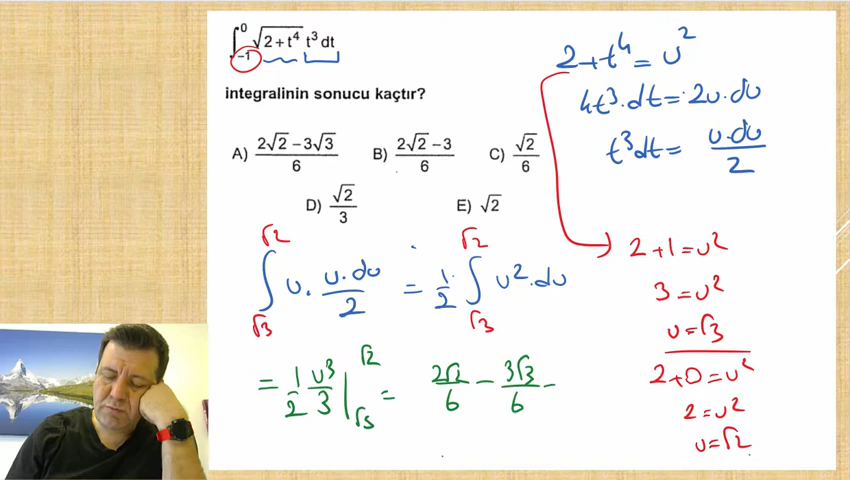 ∫₋₁⁰ √(2+t⁴) t³ dt
integralinin sonucu kaçtır?
A) (2√2 − 3√3)/6 B) (2√2 − 3)/6 C) √2/6
D) √2/3 E) √2
2+t⁴=u²
4t³.dt=2u.du
t³dt= u.du/2
2+1=u²
3=u²
u=√3
2+0=u²
2=u²
u=√2
∫_√3^√2 u. u.du/2 = 1/2 ∫_√3^√2 u².du
= 1/2 u³/3 |_√3^√2 = 2√2/6 − 3√3/6 =